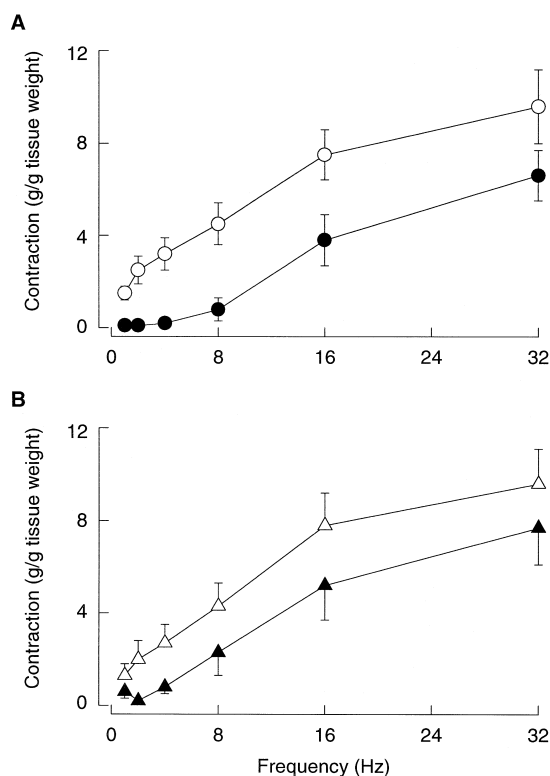 A
Contraction (g/g tissue weight)
12
8
4
0
0 8 16 24 32
B
Contraction (g/g tissue weight)
12
8
4
0
0 8 16 24 32
Frequency (Hz)